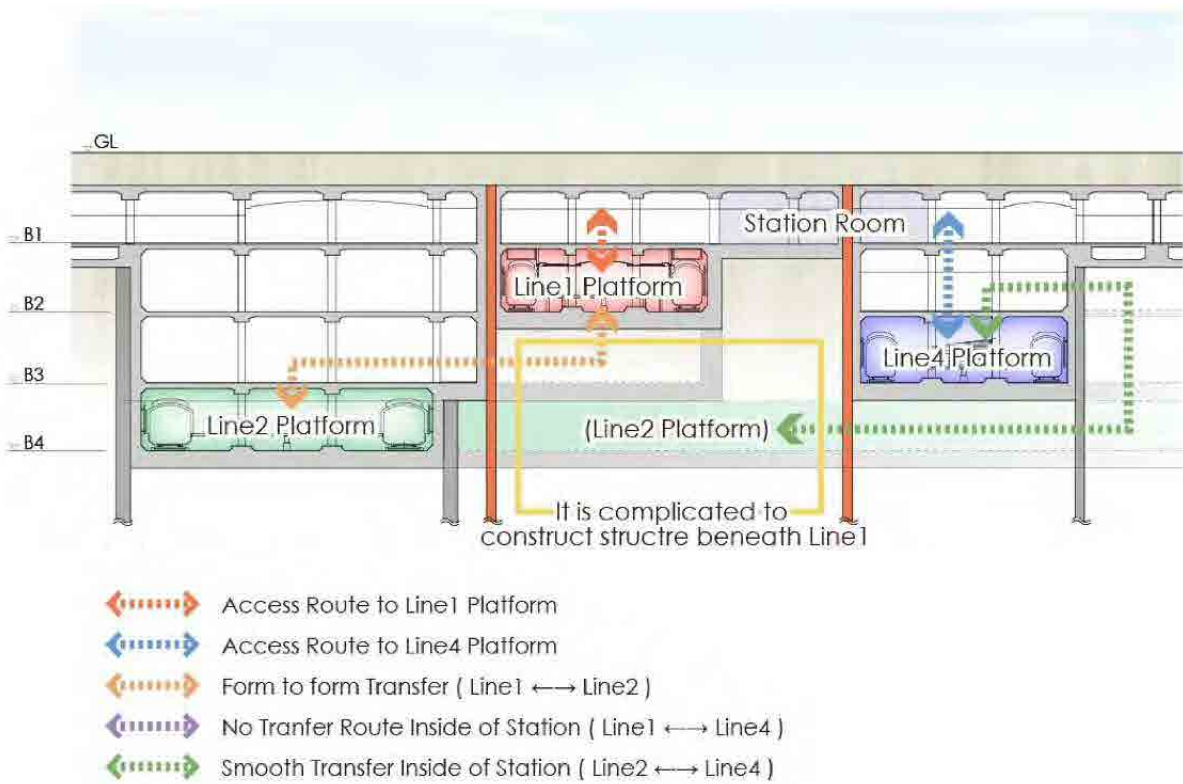 GL
B1
Station Room
Line1 Platform
B2
Line4 Platform
B3
Line2 Platform
(Line2 Platform)
B4
It is complicated to
construct structre beneath Line1
Access Route to Line1 Platform
Access Route to Line4 Platform
Form to form Transfer ( Line1 ←→ Line2 )
No Tranfer Route Inside of Station ( Line1 ←→ Line4 )
Smooth Transfer Inside of Station ( Line2 ←→ Line4 )